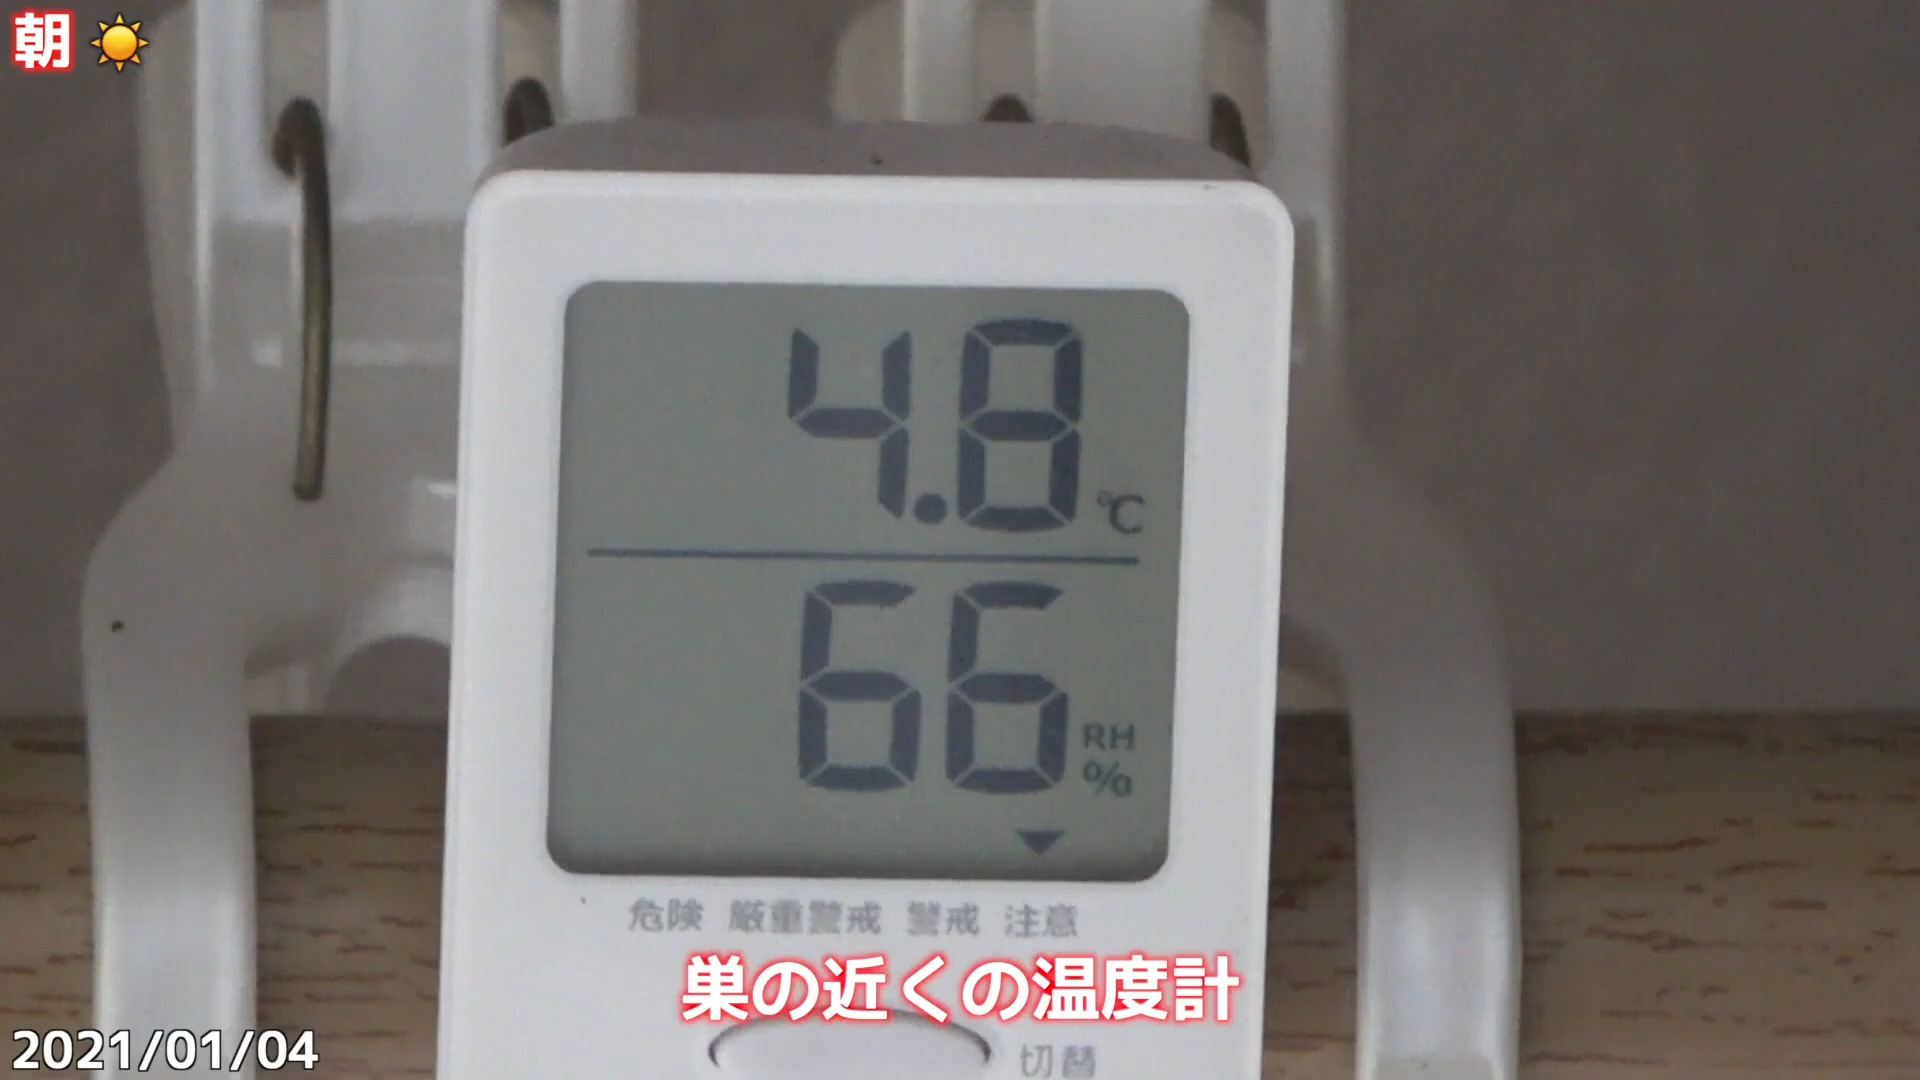 朝 ☀
4.8 ℃
66 RH %
危険 厳重警戒 警戒 注意
巣の近くの温度計
切替
2021/01/04